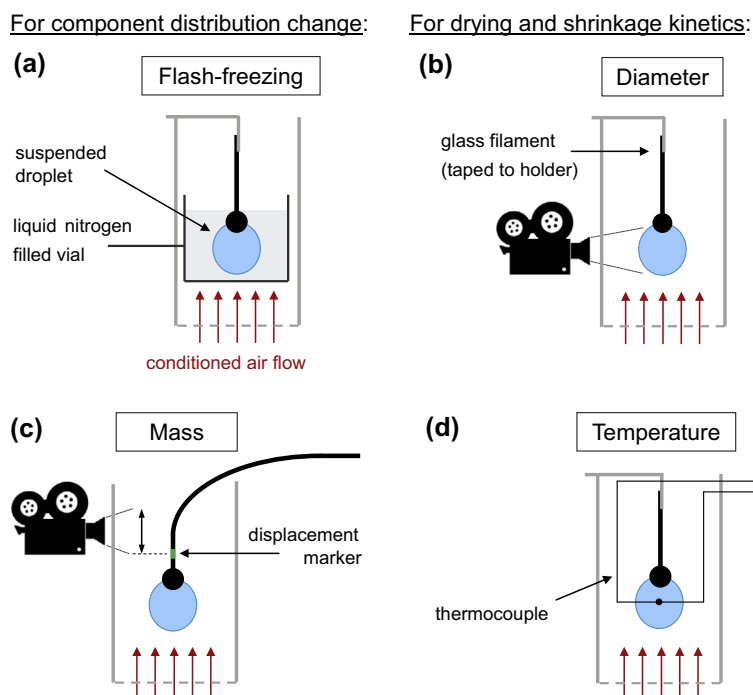 For component distribution change:
For drying and shrinkage kinetics:
(a)
Flash-freezing
suspended
droplet
liquid nitrogen
filled vial
conditioned air flow
(b)
Diameter
glass filament
(taped to holder)
(c)
Mass
displacement
marker
(d)
Temperature
thermocouple